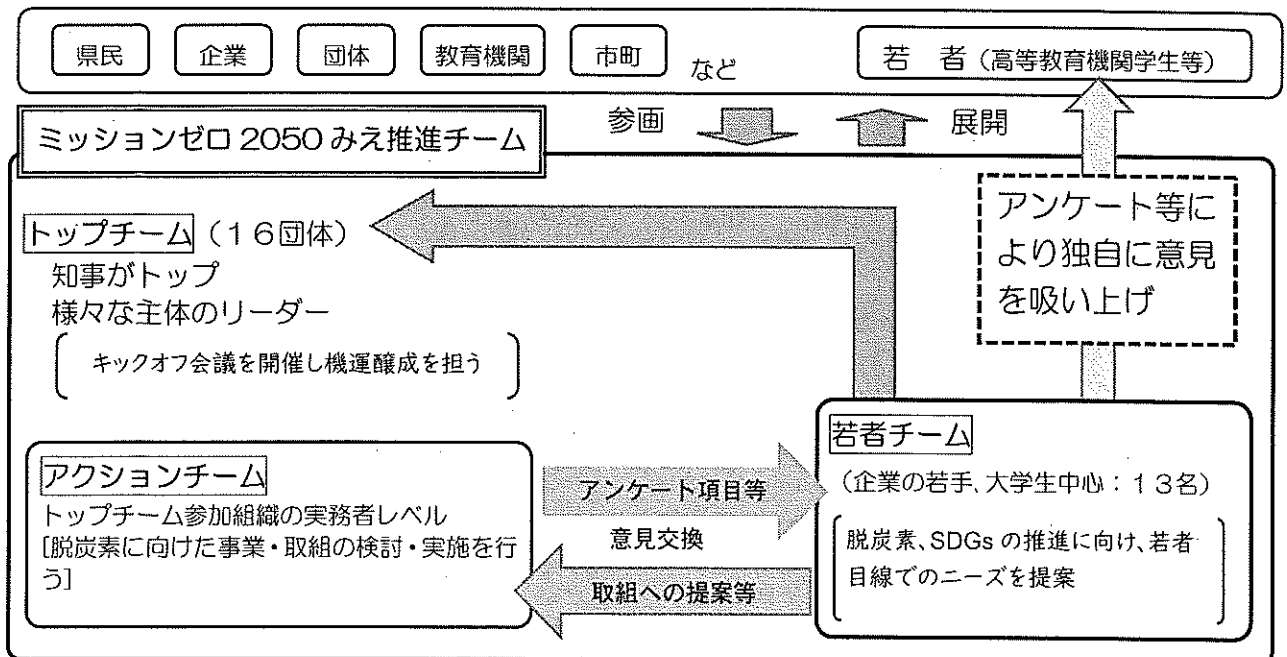 県民
企業
団体
教育機関
市町
など
若 者（高等教育機関学生等）
参画
展開
ミッションゼロ2050みえ推進チーム
アンケート等に
より独自に意見
を吸い上げ
トップチーム（16団体）
知事がトップ
様々な主体のリーダー
キックオフ会議を開催し機運醸成を担う
アクションチーム
トップチーム参加組織の実務者レベル
[脱炭素に向けた事業・取組の検討・実施を行
う]
アンケート項目等
意見交換
取組への提案等
若者チーム
（企業の若手、大学生中心：13名）
脱炭素、SDGsの推進に向け、若者
目線でのニーズを提案